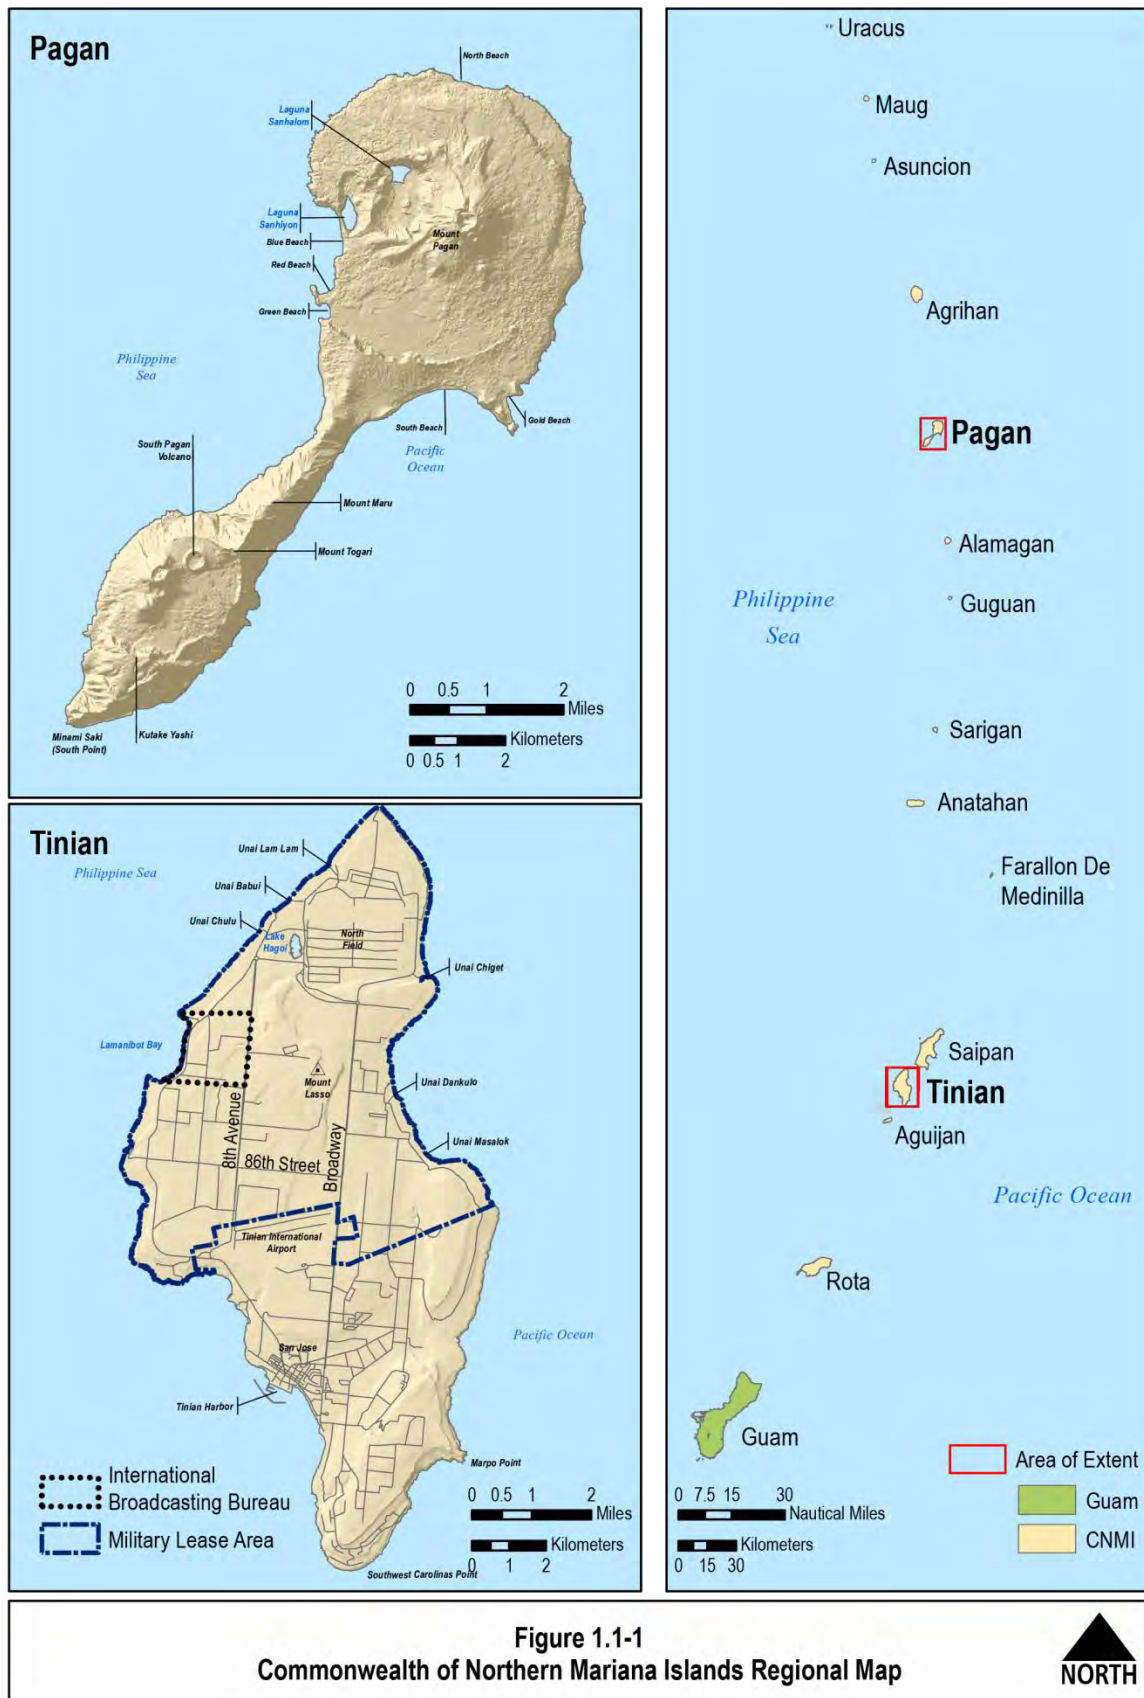 Pagan
North Beach
Laguna
Sanhalom
Laguna
Sanhiyon
Blue Beach
Mount
Pagan
Red Beach
Green Beach
Philippine
Sea
Gold Beach
South Beach
Pacific
Ocean
South Pagan
Volcano
Mount Maru
Mount Togari
Minami Saki
(South Point)
Kutake Yashi
0 0.5 1 2
Miles
Kilometers
0 0.5 1 2
Tinian
Philippine Sea
Unai Lam Lam
Unai Babui
Unai Chulu
Lake
Hagoi
North
Field
Unai Chiget
Lamanibot Bay
Mount
Lasso
Unai Dankulo
8th Avenue
Broadway
86th Street
Unai Masalok
Tinian International
Airport
Pacific Ocean
San Jose
Tinian Harbor
Marpo Point
International
Broadcasting Bureau
Military Lease Area
0 0.5 1 2
Miles
Kilometers
0 1 2
Southwest Carolinas Point
Uracus
Maug
Asuncion
Agrihan
Pagan
Alamagan
Guguan
Philippine
Sea
Sarigan
Anatahan
Farallon De
Medinilla
Saipan
Tinian
Aguijan
Pacific Ocean
Rota
Guam
Area of Extent
Guam
CNMI
0 7.5 15 30
Nautical Miles
Kilometers
0 15 30
Figure 1.1-1
Commonwealth of Northern Mariana Islands Regional Map
NORTH